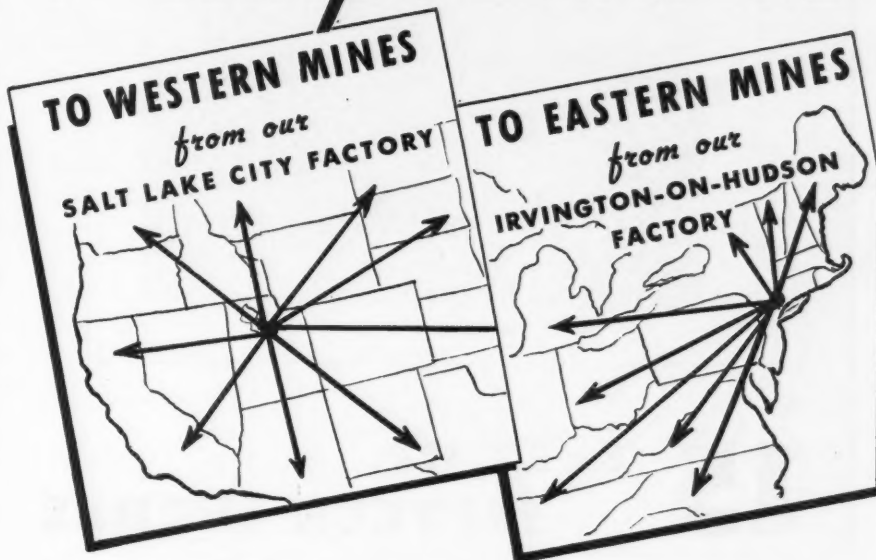 TO WESTERN MINES
from our
SALT LAKE CITY FACTORY
TO EASTERN MINES
from our
IRVINGTON-ON-HUDSON
FACTORY